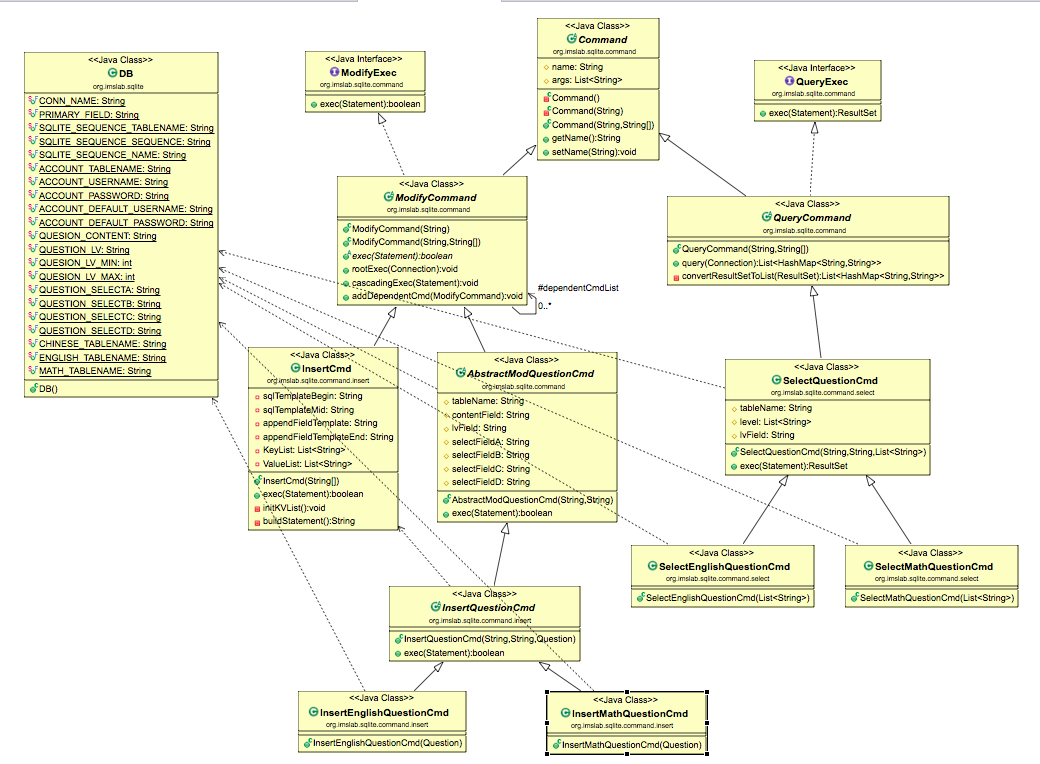 <<Java Class>>
DB
org.imslab.sqlite
CONN_NAME: String
PRIMARY_FIELD: String
SQLITE_SEQUENCE_TABLENAME: String
SQLITE_SEQUENCE_SEQUENCE: String
SQLITE_SEQUENCE_NAME: String
ACCOUNT_TABLENAME: String
ACCOUNT_USERNAME: String
ACCOUNT_PASSWORD: String
ACCOUNT_DEFAULT_USERNAME: String
ACCOUNT_DEFAULT_PASSWORD: String
QUESION_CONTENT: String
QUESTION_LV: String
QUESION_LV_MIN: int
QUESION_LV_MAX: int
QUESTION_SELECTA: String
QUESTION_SELECTB: String
QUESTION_SELECTC: String
QUESTION_SELECTD: String
CHINESE_TABLENAME: String
ENGLISH_TABLENAME: String
MATH_TABLENAME: String
DB()
<<Java Interface>>
ModifyExec
org.imslab.sqlite.command
exec(Statement):boolean
<<Java Class>>
Command
org.imslab.sqlite.command
name: String
args: List<String>
Command()
Command(String)
Command(String,String[])
getName():String
setName(String):void
<<Java Interface>>
QueryExec
org.imslab.sqlite.command
exec(Statement):ResultSet
<<Java Class>>
ModifyCommand
org.imslab.sqlite.command
ModifyCommand(String)
ModifyCommand(String,String[])
exec(Statement):boolean
rootExec(Connection):void
cascadingExec(Statement):void
addDependentCmd(ModifyCommand):void
#dependentCmdList
0..*
<<Java Class>>
QueryCommand
org.imslab.sqlite.command
QueryCommand(String,String[])
query(Connection):List<HashMap<String,String>>
convertResultSetToList(ResultSet):List<HashMap<String,String>>
<<Java Class>>
InsertCmd
org.imslab.sqlite.command.insert
sqlTemplateBegin: String
sqlTemplateMid: String
appendFieldTemplate: String
appendFieldTemplateEnd: String
KeyList: List<String>
ValueList: List<String>
InsertCmd(String[])
exec(Statement):boolean
initKVList():void
buildStatement():String
<<Java Class>>
AbstractModQuestionCmd
org.imslab.sqlite.command
tableName: String
contentField: String
lvField: String
selectFieldA: String
selectFieldB: String
selectFieldC: String
selectFieldD: String
AbstractModQuestionCmd(String,String)
exec(Statement):boolean
<<Java Class>>
SelectQuestionCmd
org.imslab.sqlite.command.select
tableName: String
level: List<String>
lvField: String
SelectQuestionCmd(String,String,List<String>)
exec(Statement):ResultSet
<<Java Class>>
SelectEnglishQuestionCmd
org.imslab.sqlite.command.select
SelectEnglishQuestionCmd(List<String>)
<<Java Class>>
SelectMathQuestionCmd
org.imslab.sqlite.command.select
SelectMathQuestionCmd(List<String>)
<<Java Class>>
InsertQuestionCmd
org.imslab.sqlite.command.insert
InsertQuestionCmd(String,String,Question)
exec(Statement):boolean
<<Java Class>>
InsertEnglishQuestionCmd
org.imslab.sqlite.command.insert
InsertEnglishQuestionCmd(Question)
<<Java Class>>
InsertMathQuestionCmd
org.imslab.sqlite.command.insert
InsertMathQuestionCmd(Question)